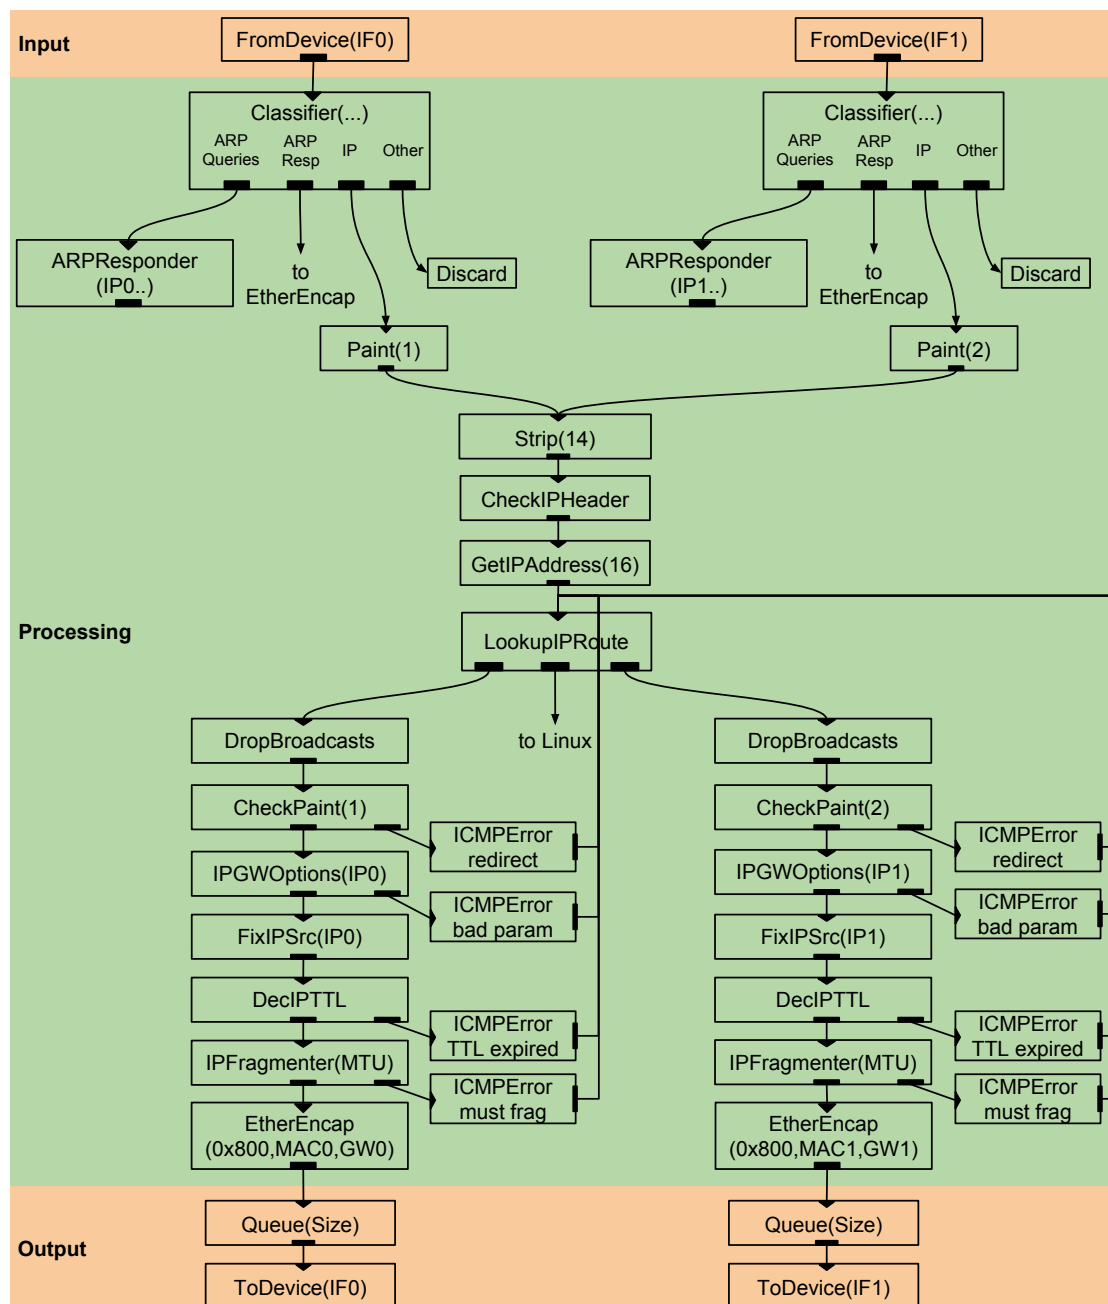 Input
FromDevice(IF0)
FromDevice(IF1)
Classifier(...)
ARP
Queries
ARP
Resp
IP
Other
Classifier(...)
ARP
Queries
ARP
Resp
IP
Other
ARPResponder
(IP0..)
to
EtherEncap
Discard
ARPResponder
(IP1..)
to
EtherEncap
Discard
Paint(1)
Paint(2)
Strip(14)
CheckIPHeader
GetIPAddress(16)
Processing
LookupIPRoute
DropBroadcasts
to Linux
DropBroadcasts
CheckPaint(1)
ICMPError
redirect
CheckPaint(2)
ICMPError
redirect
IPGWOptions(IP0)
ICMPError
bad param
IPGWOptions(IP1)
ICMPError
bad param
FixIPSrc(IP0)
FixIPSrc(IP1)
DecIPTTL
ICMPError
TTL expired
DecIPTTL
ICMPError
TTL expired
IPFragmenter(MTU)
ICMPError
must frag
IPFragmenter(MTU)
ICMPError
must frag
EtherEncap
(0x800,MAC0,GW0)
EtherEncap
(0x800,MAC1,GW1)
Output
Queue(Size)
Queue(Size)
ToDevice(IF0)
ToDevice(IF1)